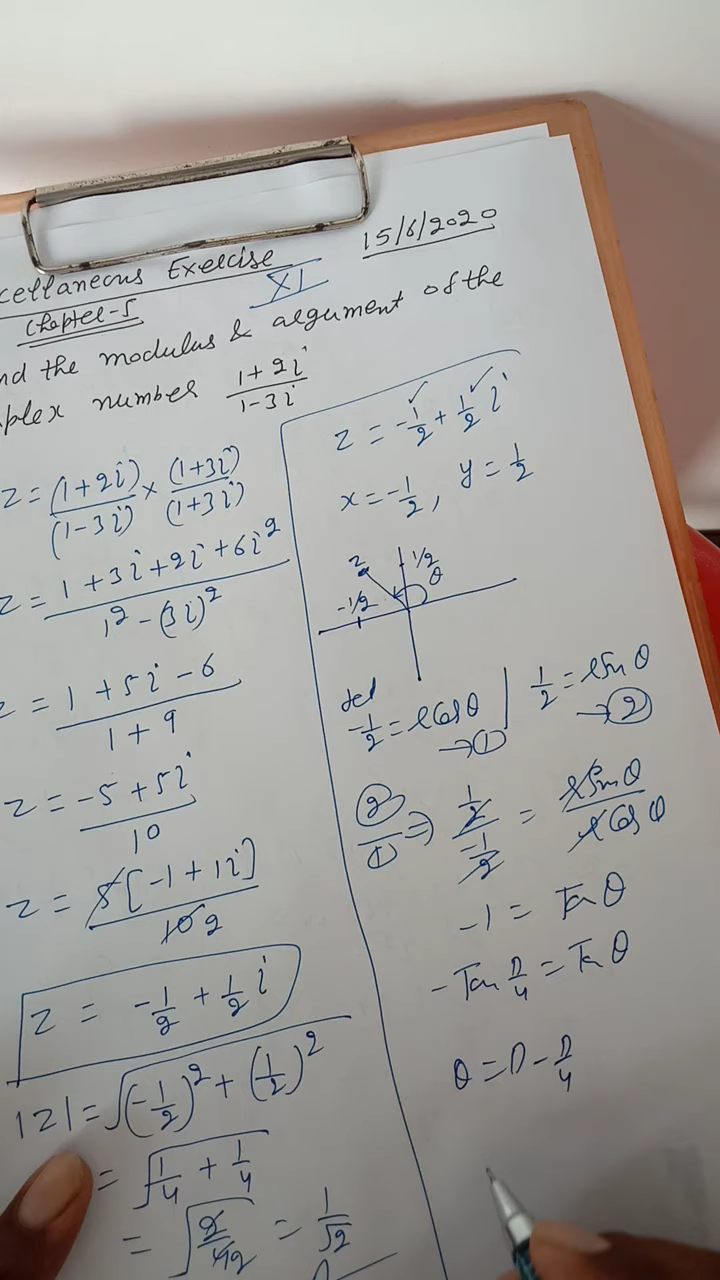 cellaneous Exercise 15/6/2020
Chapter-5 XI
nd the modulus & argument of the
plex number (1+2i)/(1-3i)
z = (1+2i)/(1-3i) × (1+3i)/(1+3i)
z = (1+3i+2i+6i²)/(1²-(3i)²)
z = (1+5i-6)/(1+9)
z = (-5+5i)/10
z = 5[-1+1i]/10 2
z = -1/2 + 1/2 i
|z| = √((-1/2)² + (1/2)²)
= √(1/4 + 1/4)
= √(2/4 2) = 1/√2
z = -1/2 + 1/2 i
x = -1/2, y = 1/2
z 1/2
θ
-1/2
let
-1/2 = r Cos θ → ① | 1/2 = r Sin θ → ②
②/① ⇒ (1/2)/(-1/2) = r Sin θ / r Cos θ
-1 = Tan θ
-Tan π/4 = Tan θ
θ = π - π/4